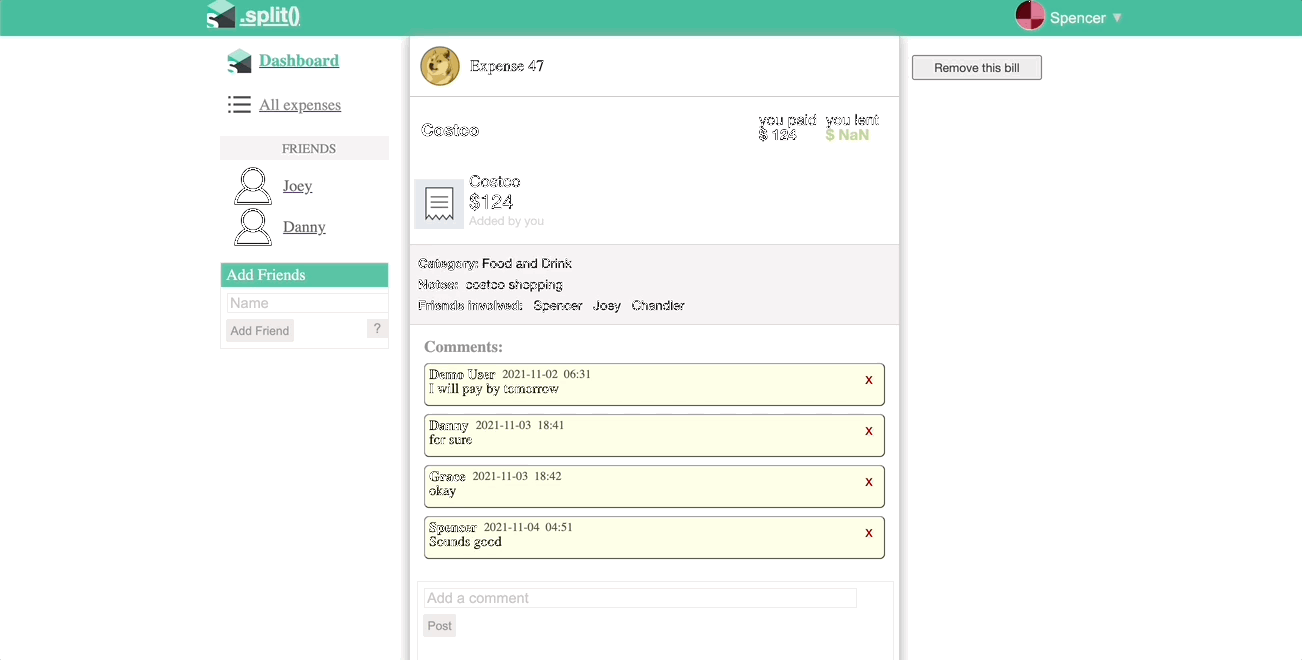 .split()
Spencer ▼
Dashboard
All expenses
FRIENDS
Joey
Danny
Add Friends
Name
Add Friend ?
Expense 47
Costco
you paid you lent
$ 124 $ NaN
Costco
$124
Added by you
Category: Food and Drink
Notes: costco shopping
Friends involved: Spencer Joey Chandler
Comments:
Demo User 2021-11-02 06:31
I will pay by tomorrow
x
Danny 2021-11-03 18:41
for sure
x
Grace 2021-11-03 18:42
okay
x
Spencer 2021-11-04 04:51
Sounds good
x
Add a comment
Post
Remove this bill